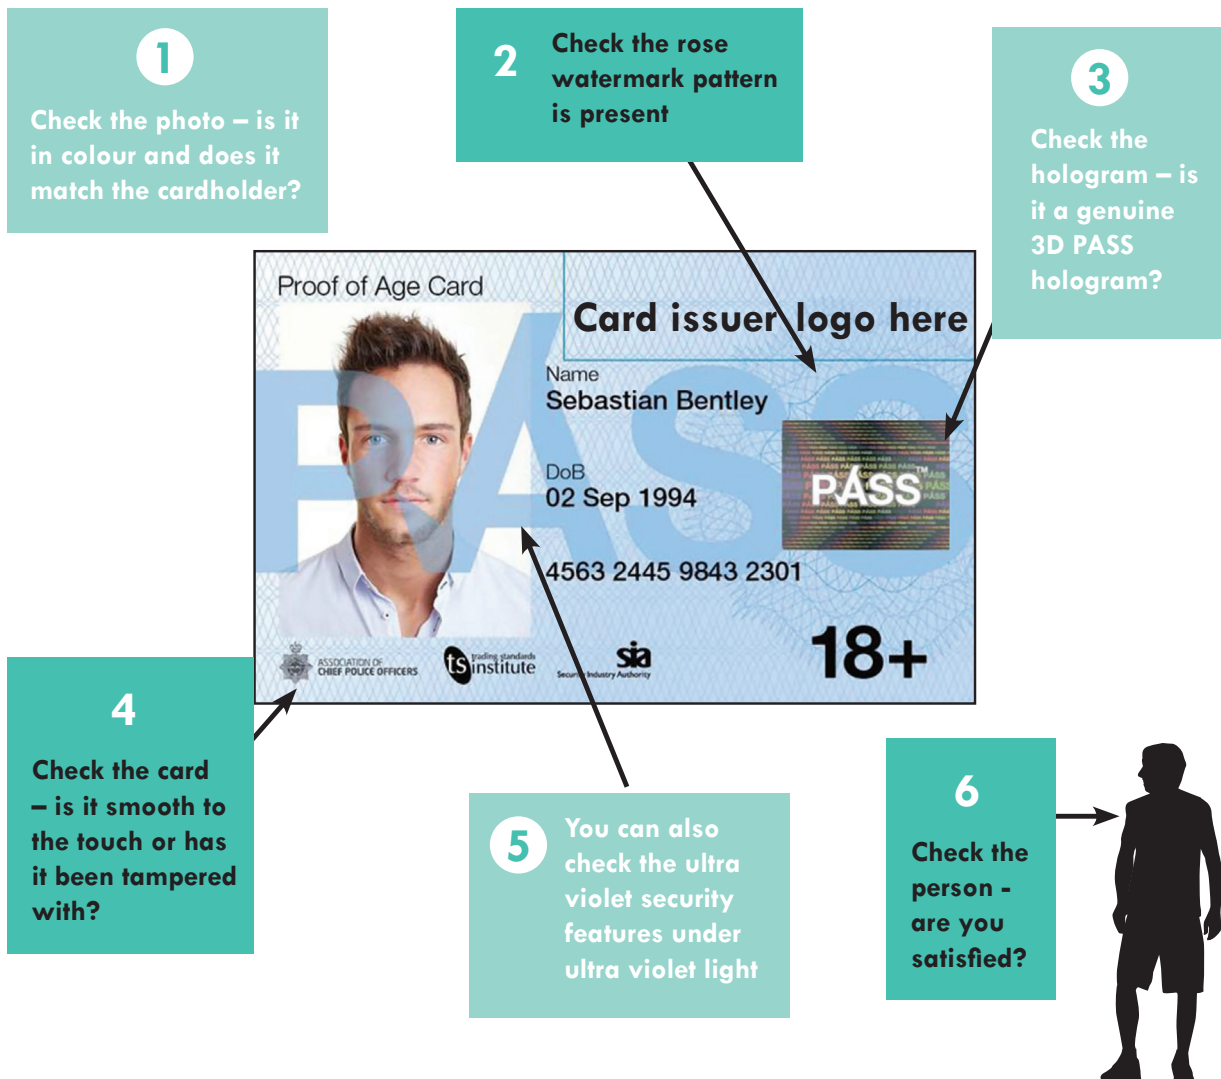 1
Check the photo – is it
in colour and does it
match the cardholder?
2
Check the rose
watermark pattern
is present
3
Check the
hologram – is
it a genuine
3D PASS
hologram?
Proof of Age Card
Card issuer logo here
PASS
Name
Sebastian Bentley
DoB
02 Sep 1994
4563 2445 9843 2301
PASS™
18+
ASSOCIATION OF
CHIEF POLICE OFFICERS
ts trading standards
institute
sia
Security Industry Authority
4
Check the card
– is it smooth to
the touch or has
it been tampered
with?
5
You can also
check the ultra
violet security
features under
ultra violet light
6
Check the
person -
are you
satisfied?